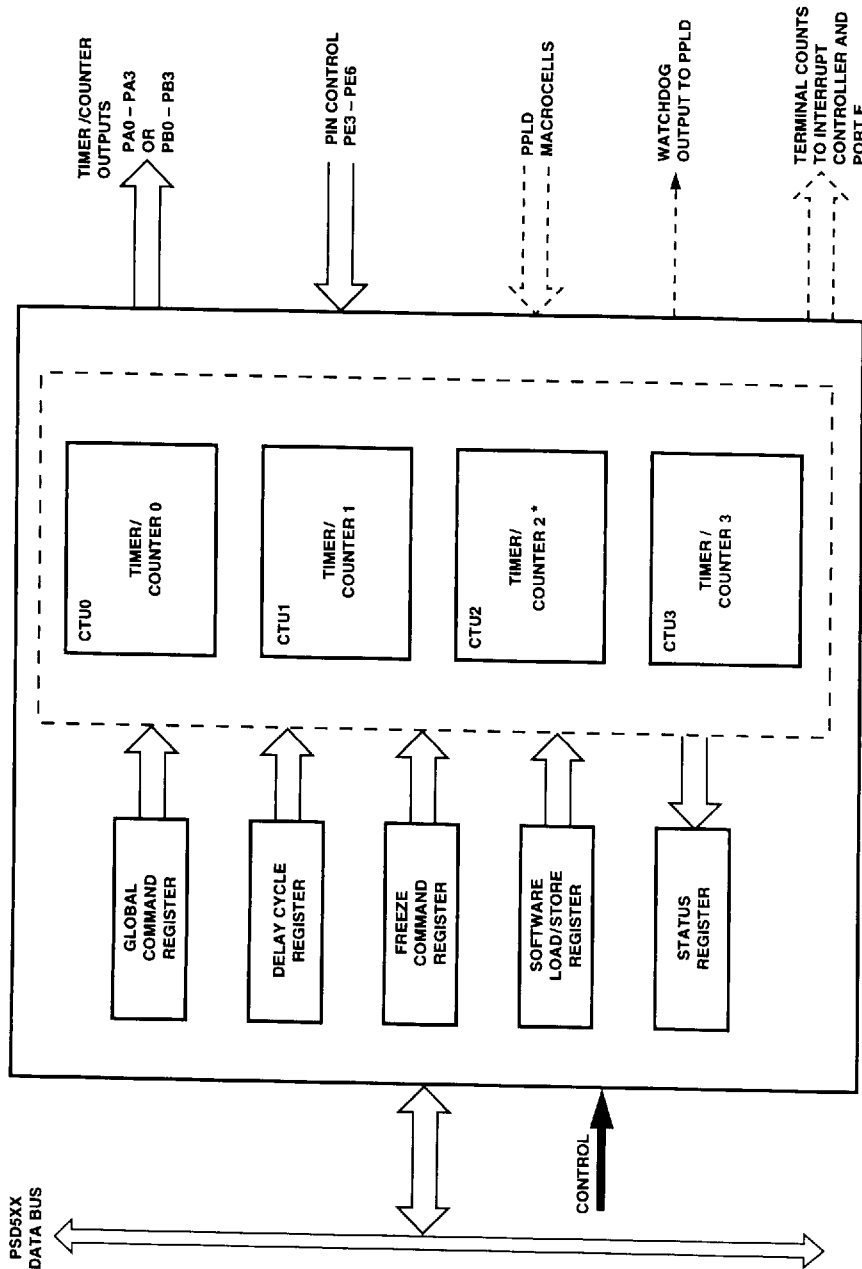 PSD5XX
DATA BUS
CONTROL
GLOBAL
COMMAND
REGISTER
DELAY CYCLE
REGISTER
FREEZE
COMMAND
REGISTER
SOFTWARE
LOAD/STORE
REGISTER
STATUS
REGISTER
CTU0
TIMER/
COUNTER 0
CTU1
TIMER/
COUNTER 1
CTU2
TIMER/
COUNTER 2*
CTU3
TIMER /
COUNTER 3
TIMER /COUNTER
OUTPUTS
PA0 – PA3
OR
PB0 – PB3
PIN CONTROL
PE3 – PE6
PPLD
MACROCELLS
WATCHDOG
OUTPUT TO PPLD
TERMINAL COUNTS
TO INTERRUPT
CONTROLLER AND
PORT E